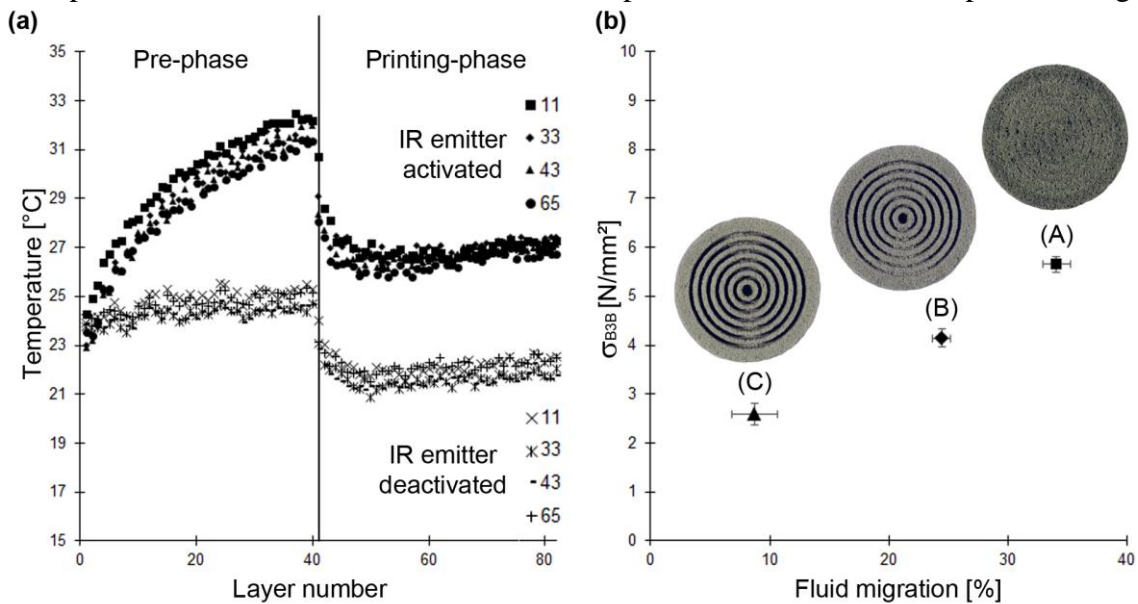 (a)
35
33
31
29
27
25
23
21
19
17
15
Temperature [°C]
Pre-phase
Printing-phase
IR emitter
activated
11
33
43
65
IR emitter
deactivated
11
33
43
65
0
20
40
60
80
Layer number
(b)
10
9
8
7
6
5
4
3
2
1
0
σB3B [N/mm²]
(A)
(B)
(C)
0
10
20
30
40
Fluid migration [%]